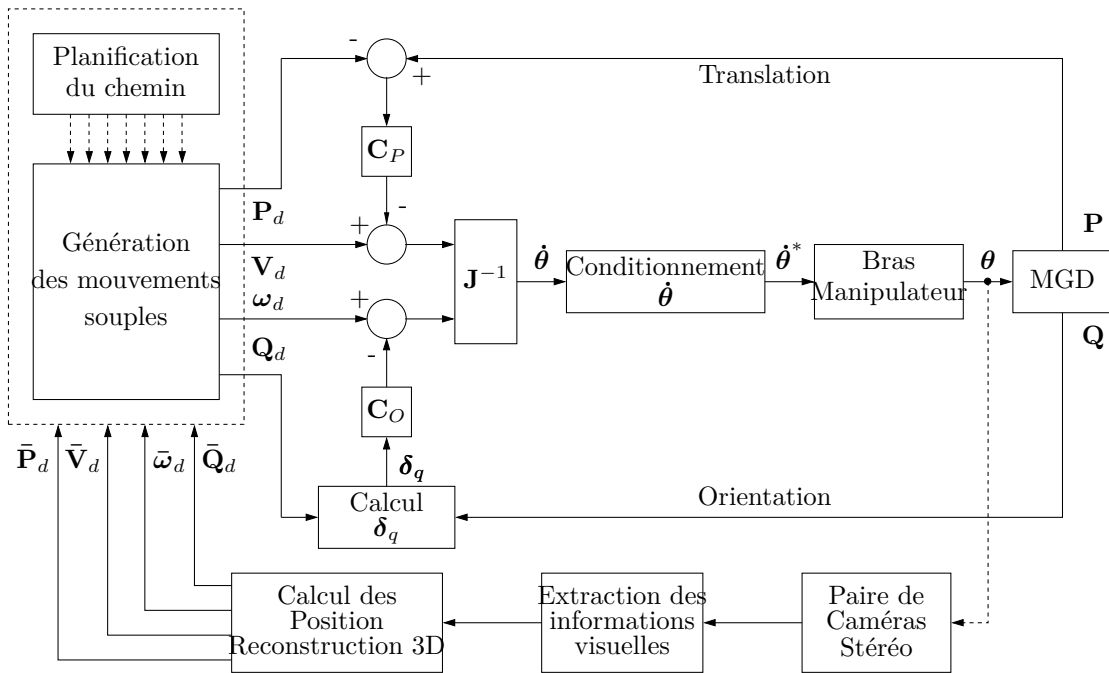 Planification
du chemin
-
+
Translation
C_P
P_d
-
+
Génération
des mouvements
souples
V_d
ω_d
+
-
Q_d
J⁻¹
θ̇
Conditionnement
θ̇
θ̇*
Bras
Manipulateur
θ
P
MGD
Q
C_O
δ_q
Calcul
δ_q
Orientation
P̄_d
V̄_d
ω̄_d
Q̄_d
Calcul des
Position
Reconstruction 3D
Extraction des
informations
visuelles
Paire de
Caméras
Stéréo